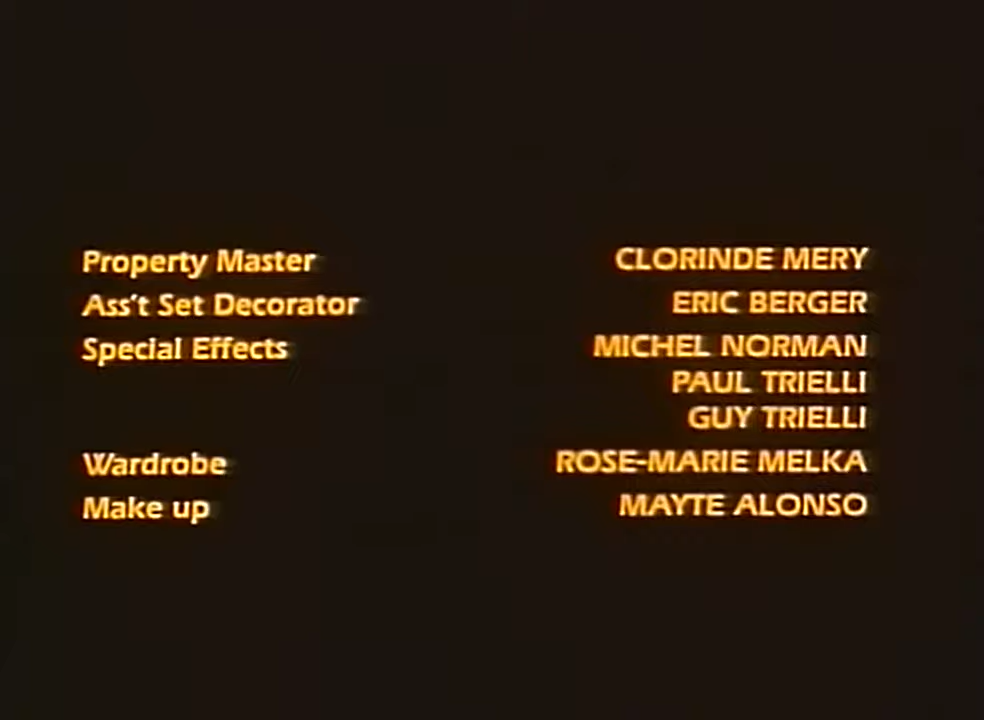 Property Master CLORINDE MERY
Ass't Set Decorator ERIC BERGER
Special Effects MICHEL NORMAN
PAUL TRIELLI
GUY TRIELLI
Wardrobe ROSE-MARIE MELKA
Make up MAYTE ALONSO